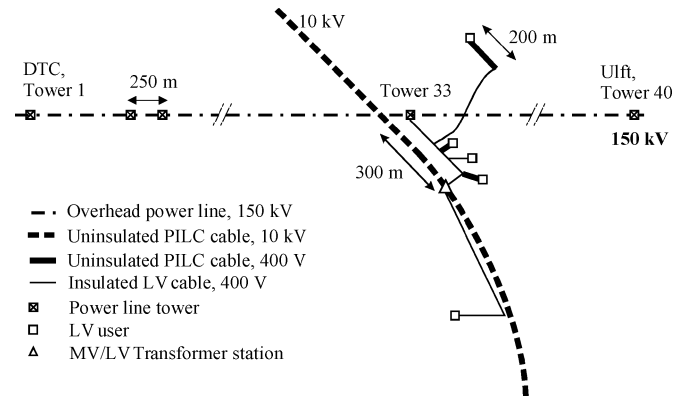 10 kV
200 m
DTC,
Tower 1
250 m
Tower 33
Ulft,
Tower 40
150 kV
300 m
Overhead power line, 150 kV
Uninsulated PILC cable, 10 kV
Uninsulated PILC cable, 400 V
Insulated LV cable, 400 V
Power line tower
LV user
MV/LV Transformer station